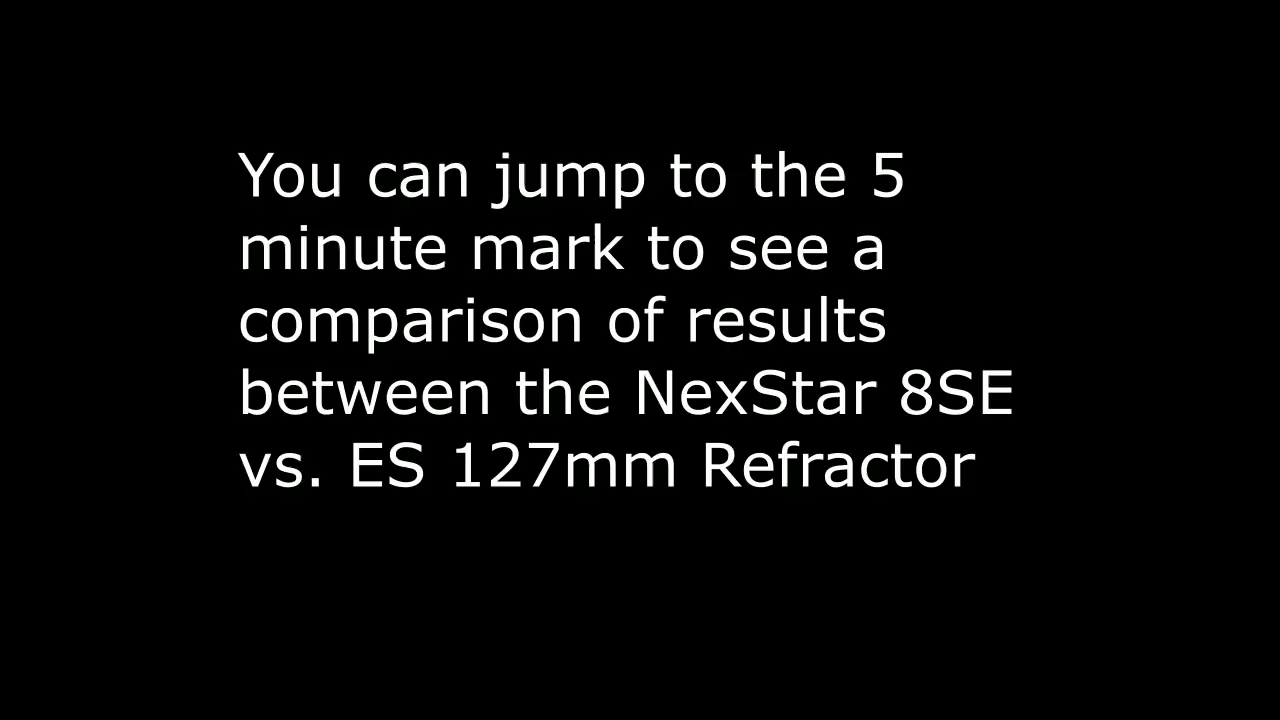 You can jump to the 5
minute mark to see a
comparison of results
between the NexStar 8SE
vs. ES 127mm Refractor